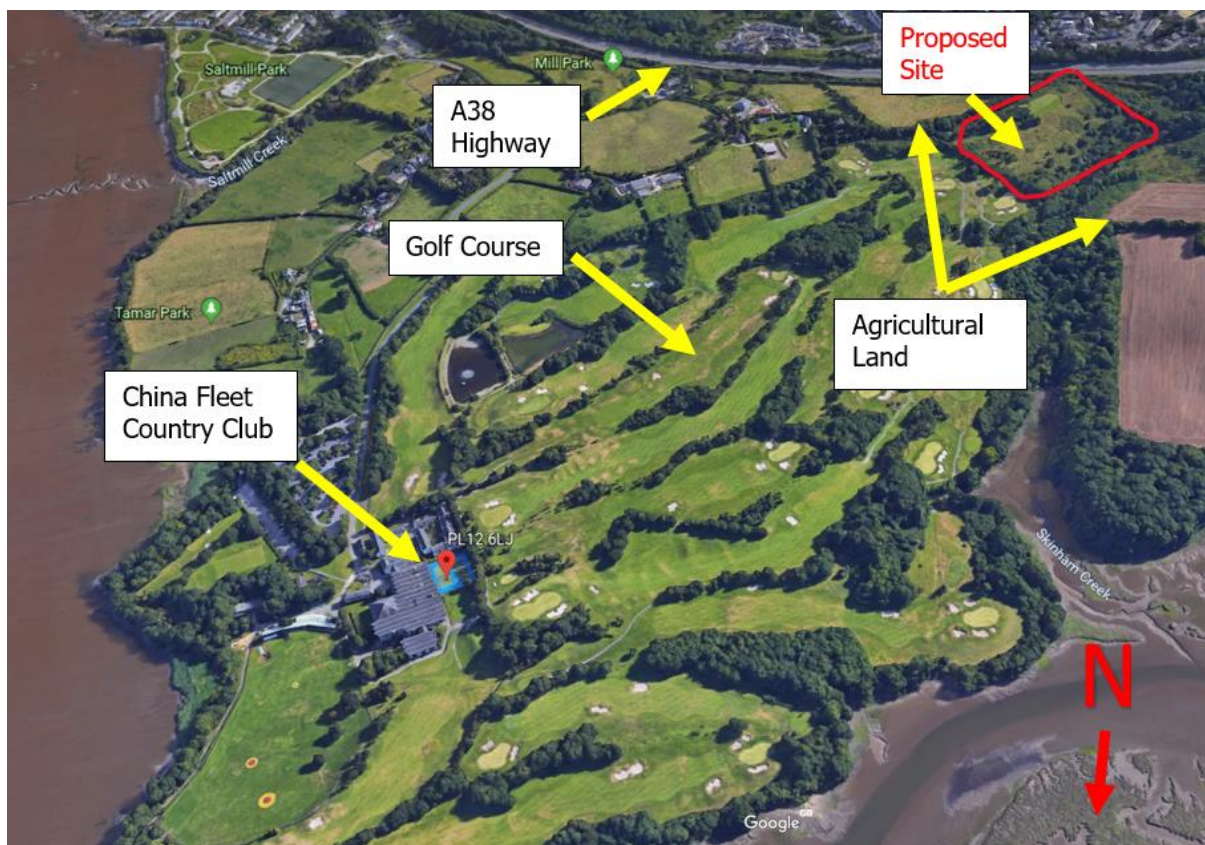 Proposed
Site
Saltmill Park
Mill Park
A38
Highway
Saltmill Creek
Golf Course
Tamar Park
Agricultural
Land
China Fleet
Country Club
PL12 6LJ
Skinham Creek
N
Google
GB